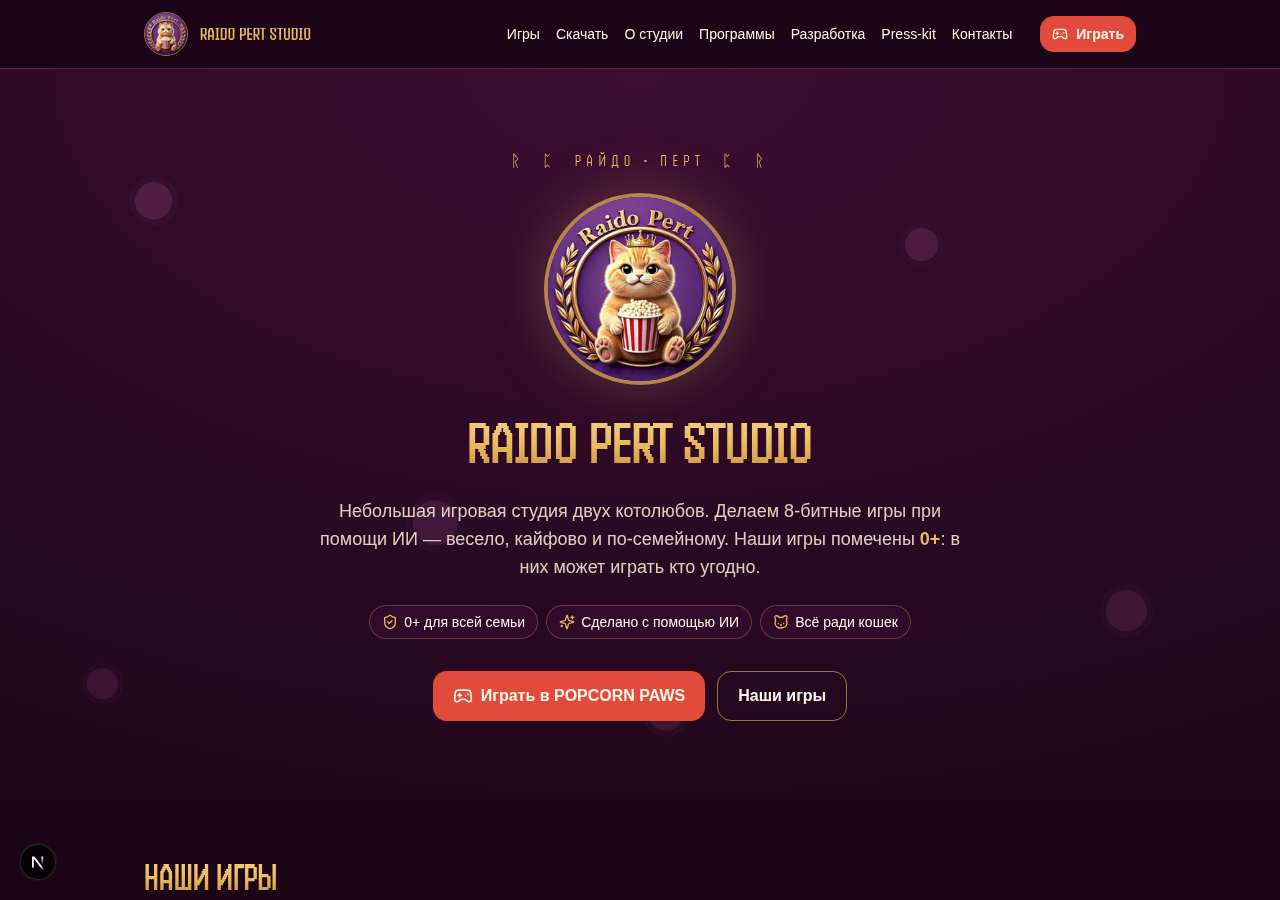 RAIDO PERT STUDIO
Игры Скачать О студии Программы Разработка Press-kit Контакты Играть
ᚱ ᛈ РАЙДО · ПЕРТ ᛈ ᚱ
Raido Pert
RAIDO PERT STUDIO
Небольшая игровая студия двух котолюбов. Делаем 8-битные игры при
помощи ИИ — весело, кайфово и по-семейному. Наши игры помечены 0+: в
них может играть кто угодно.
0+ для всей семьи Сделано с помощью ИИ Всё ради кошек
Играть в POPCORN PAWS Наши игры
НАШИ ИГРЫ
N